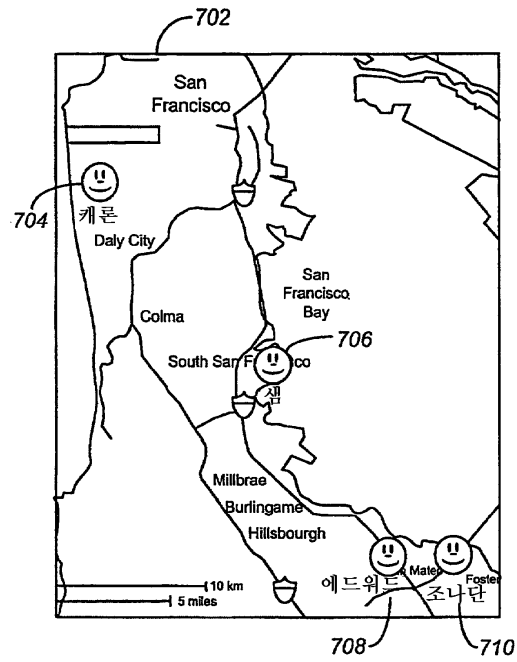 702
San
Francisco
704
캐론
Daly City
San
Francisco
Bay
Colma
706
South San F co
샘
Millbrae
Burlingame
Hillsbourgh
Mateo
Foster
에드워드
조나단
10 km
5 miles
708
710